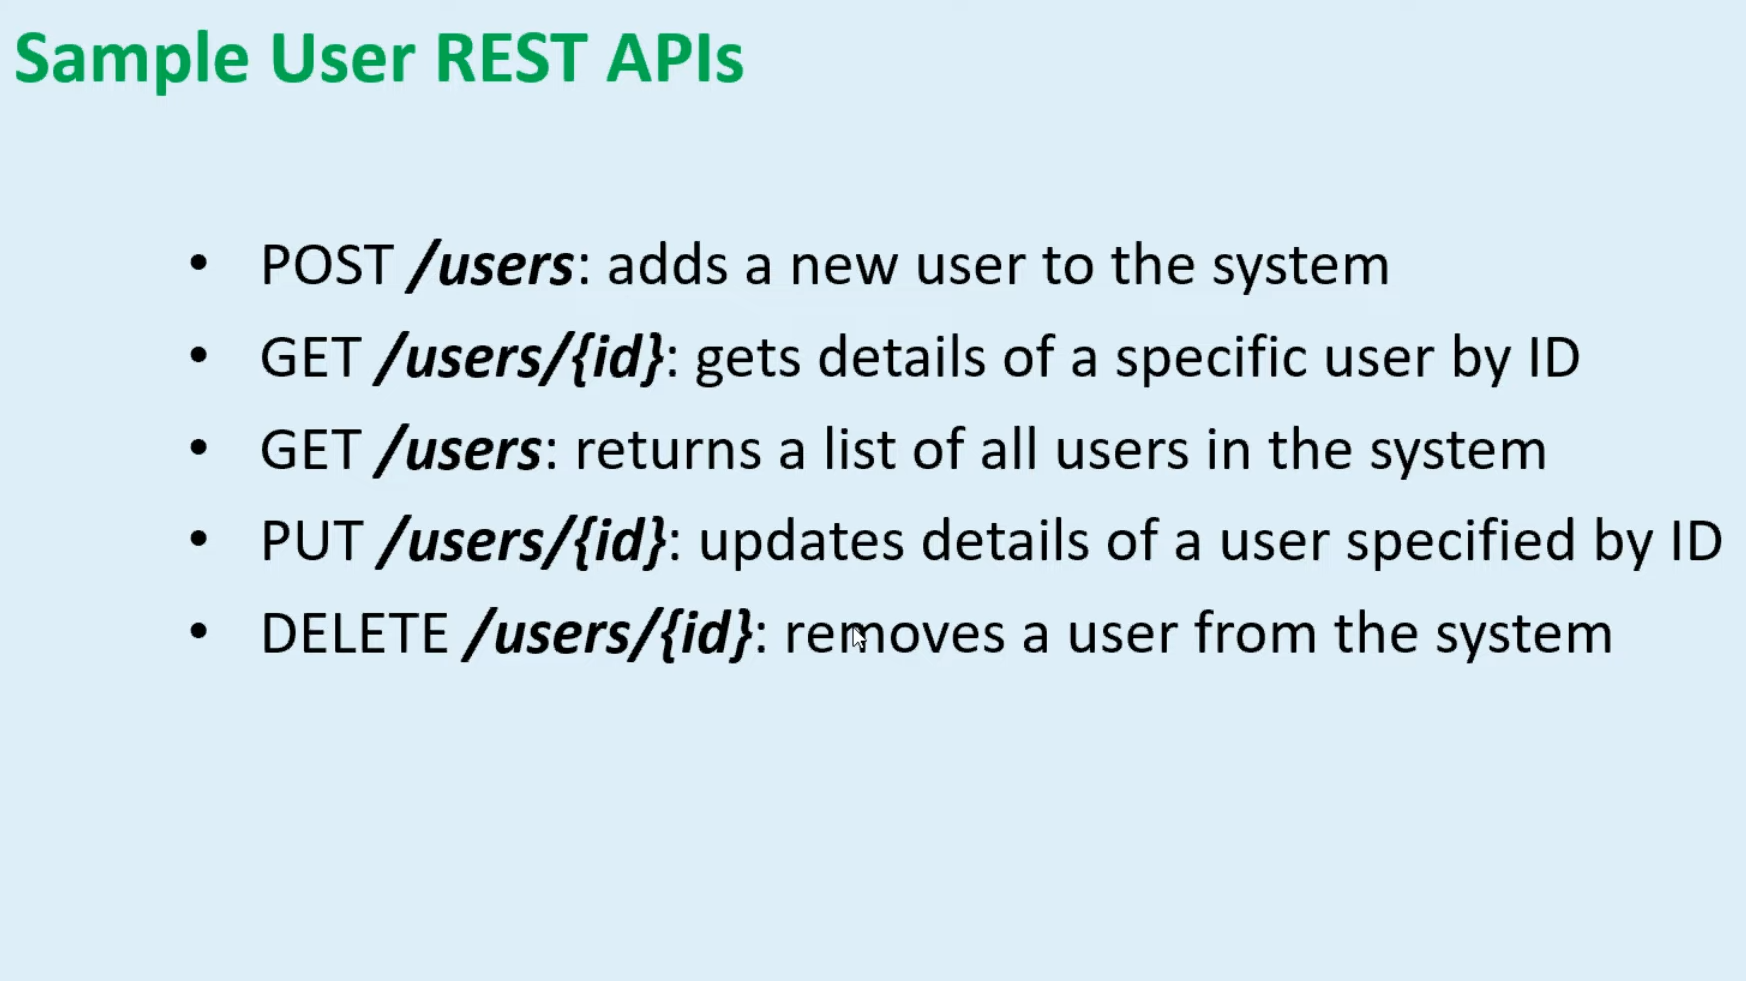 Sample User REST APIs
• POST /users: adds a new user to the system
• GET /users/{id}: gets details of a specific user by ID
• GET /users: returns a list of all users in the system
• PUT /users/{id}: updates details of a user specified by ID
• DELETE /users/{id}: removes a user from the system